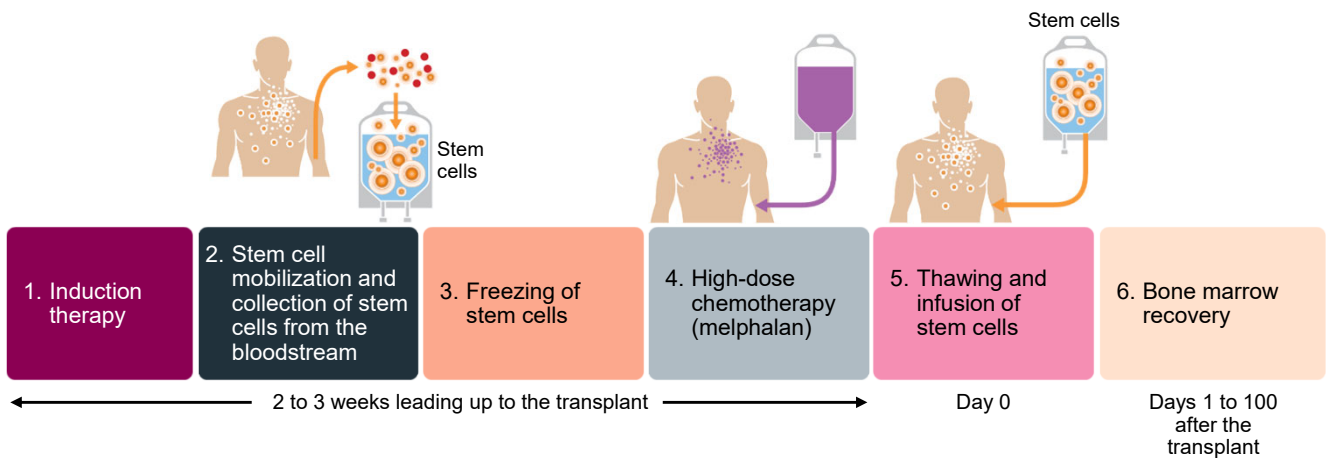 Stem cells
Stem
cells
1. Induction
therapy
2. Stem cell
mobilization and
collection of stem
cells from the
bloodstream
3. Freezing of
stem cells
4. High-dose
chemotherapy
(melphalan)
5. Thawing and
infusion of
stem cells
6. Bone marrow
recovery
2 to 3 weeks leading up to the transplant
Day 0
Days 1 to 100
after the
transplant